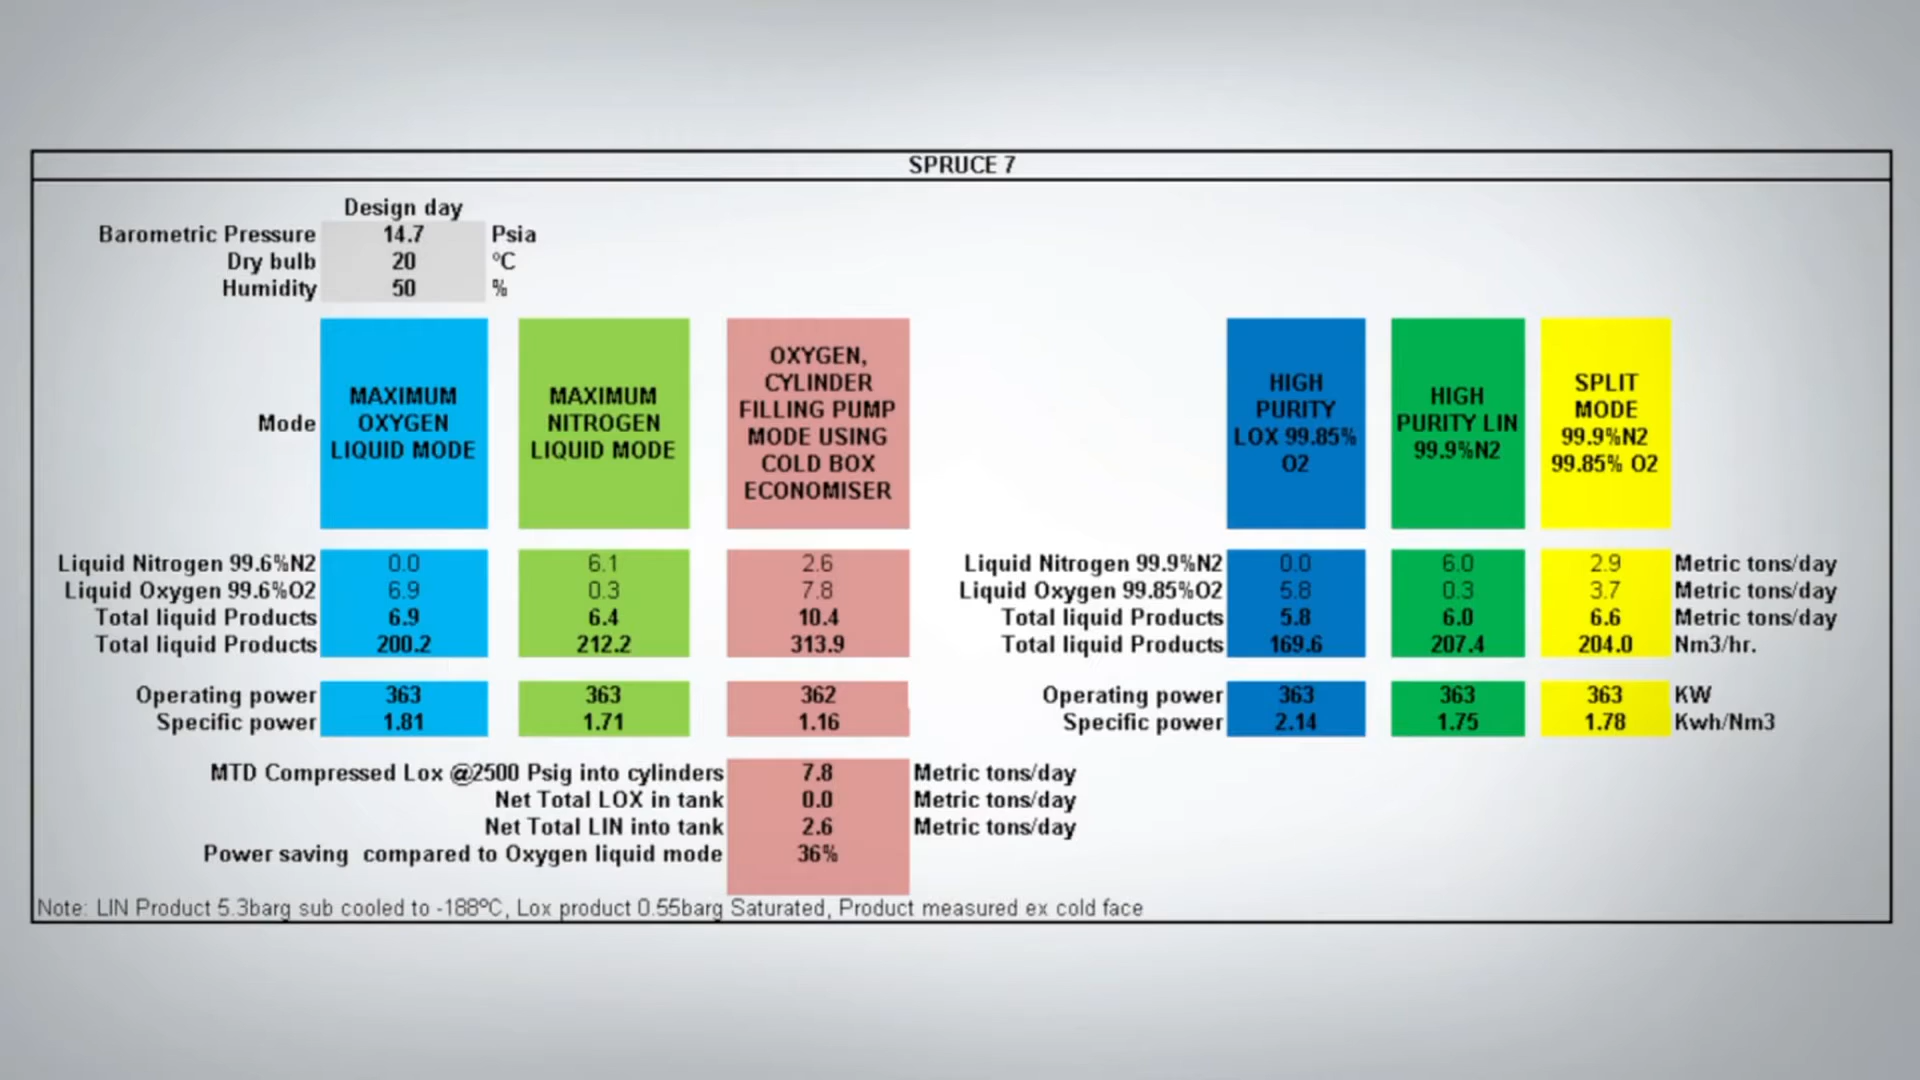 SPRUCE 7
Design day
Barometric Pressure 14.7 Psia
Dry bulb 20 ºC
Humidity 50 %
Mode
MAXIMUM
OXYGEN
LIQUID MODE
MAXIMUM
NITROGEN
LIQUID MODE
OXYGEN,
CYLINDER
FILLING PUMP
MODE USING
COLD BOX
ECONOMISER
HIGH
PURITY
LOX 99.85%
O2
HIGH
PURITY LIN
99.9%N2
SPLIT
MODE
99.9%N2
99.85% O2
Liquid Nitrogen 99.6%N2 0.0 6.1 2.6 Liquid Nitrogen 99.9%N2 0.0 6.0 2.9 Metric tons/day
Liquid Oxygen 99.6%O2 6.9 0.3 7.8 Liquid Oxygen 99.85%O2 5.8 0.3 3.7 Metric tons/day
Total liquid Products 6.9 6.4 10.4 Total liquid Products 5.8 6.0 6.6 Metric tons/day
Total liquid Products 200.2 212.2 313.9 Total liquid Products 169.6 207.4 204.0 Nm3/hr.
Operating power 363 363 362 Operating power 363 363 363 KW
Specific power 1.81 1.71 1.16 Specific power 2.14 1.75 1.78 Kwh/Nm3
MTD Compressed Lox @2500 Psig into cylinders 7.8 Metric tons/day
Net Total LOX in tank 0.0 Metric tons/day
Net Total LIN into tank 2.6 Metric tons/day
Power saving compared to Oxygen liquid mode 36%
Note: LIN Product 5.3barg sub cooled to -188ºC, Lox product 0.55barg Saturated, Product measured ex cold face